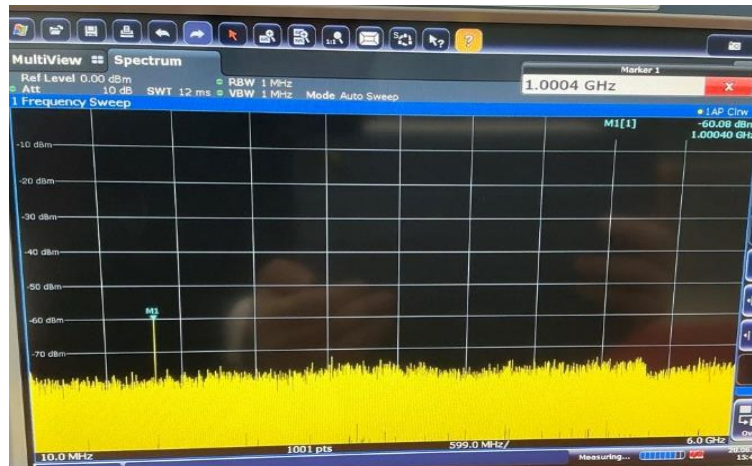 MultiView Spectrum
Marker 1
Ref Level 0.00 dBm RBW 1 MHz
1.0004 GHz X
Att 10 dB SWT 12 ms VBW 1 MHz Mode Auto Sweep
1 Frequency Sweep 1AP Clrw
M1[1] -60.08 dBm
1.00040 GHz
-10 dBm
-20 dBm
-30 dBm
-40 dBm
-50 dBm
M1
-60 dBm
-70 dBm
10.0 MHz 1001 pts 599.0 MHz/ 6.0 GHz
Measuring...